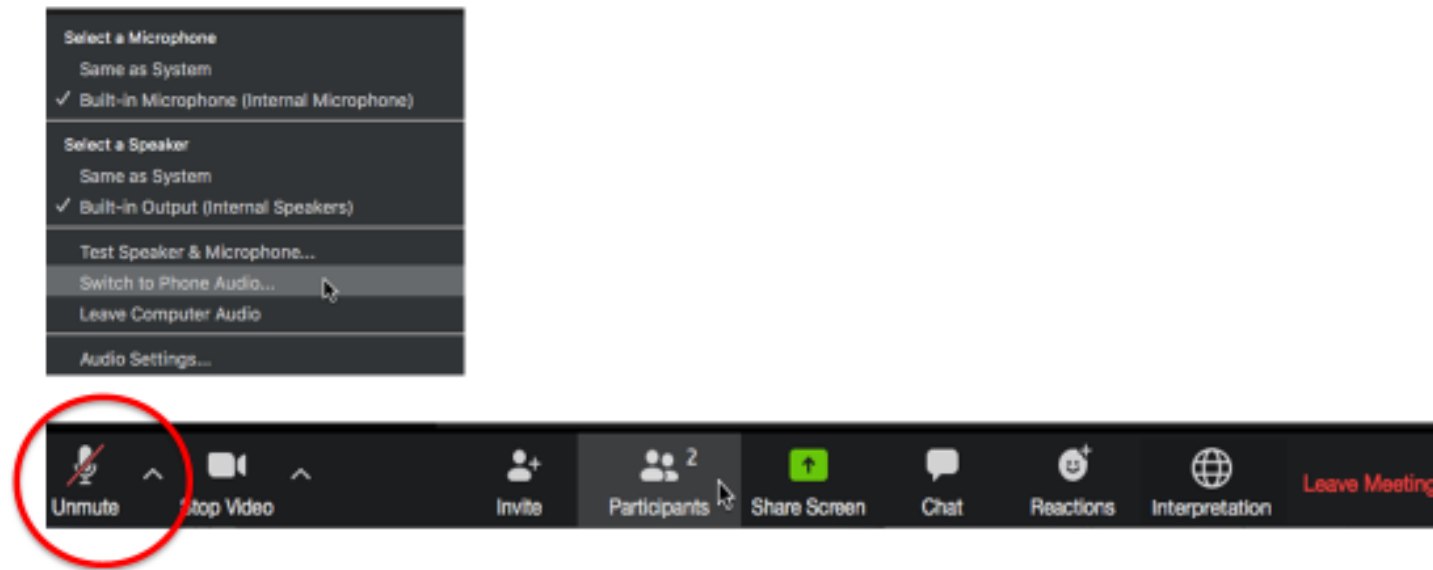 Select a Microphone
Same as System
✓ Built-in Microphone (Internal Microphone)
Select a Speaker
Same as System
✓ Built-in Output (Internal Speakers)
Test Speaker & Microphone...
Switch to Phone Audio...
Leave Computer Audio
Audio Settings...
2
Unmute Stop Video Invite Participants Share Screen Chat Reactions Interpretation Leave Meeting